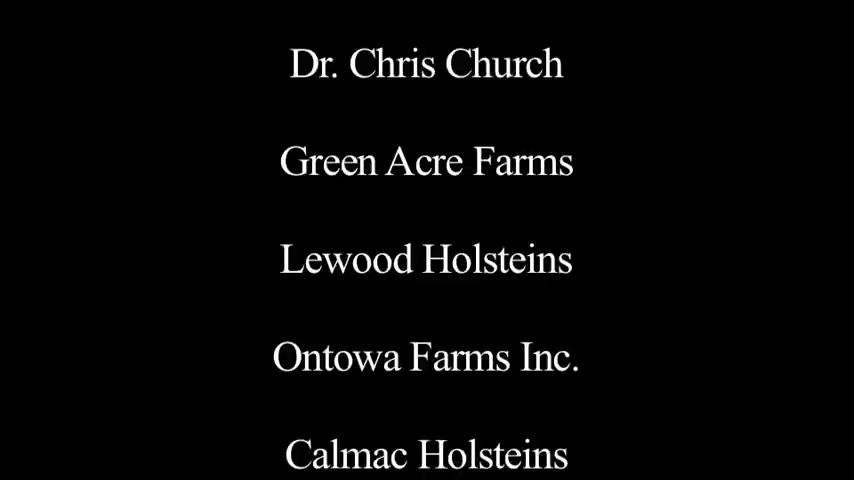 Dr. Chris Church
Green Acre Farms
Lewood Holsteins
Ontowa Farms Inc.
Calmac Holsteins